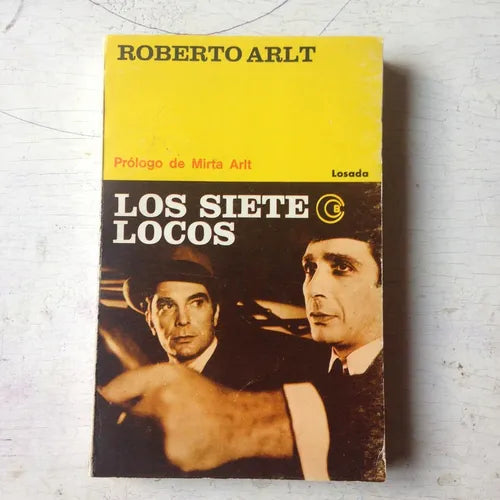 ROBERTO ARLT
Prólogo de Mirta Arlt
Losada
LOS SIETE
LOCOS